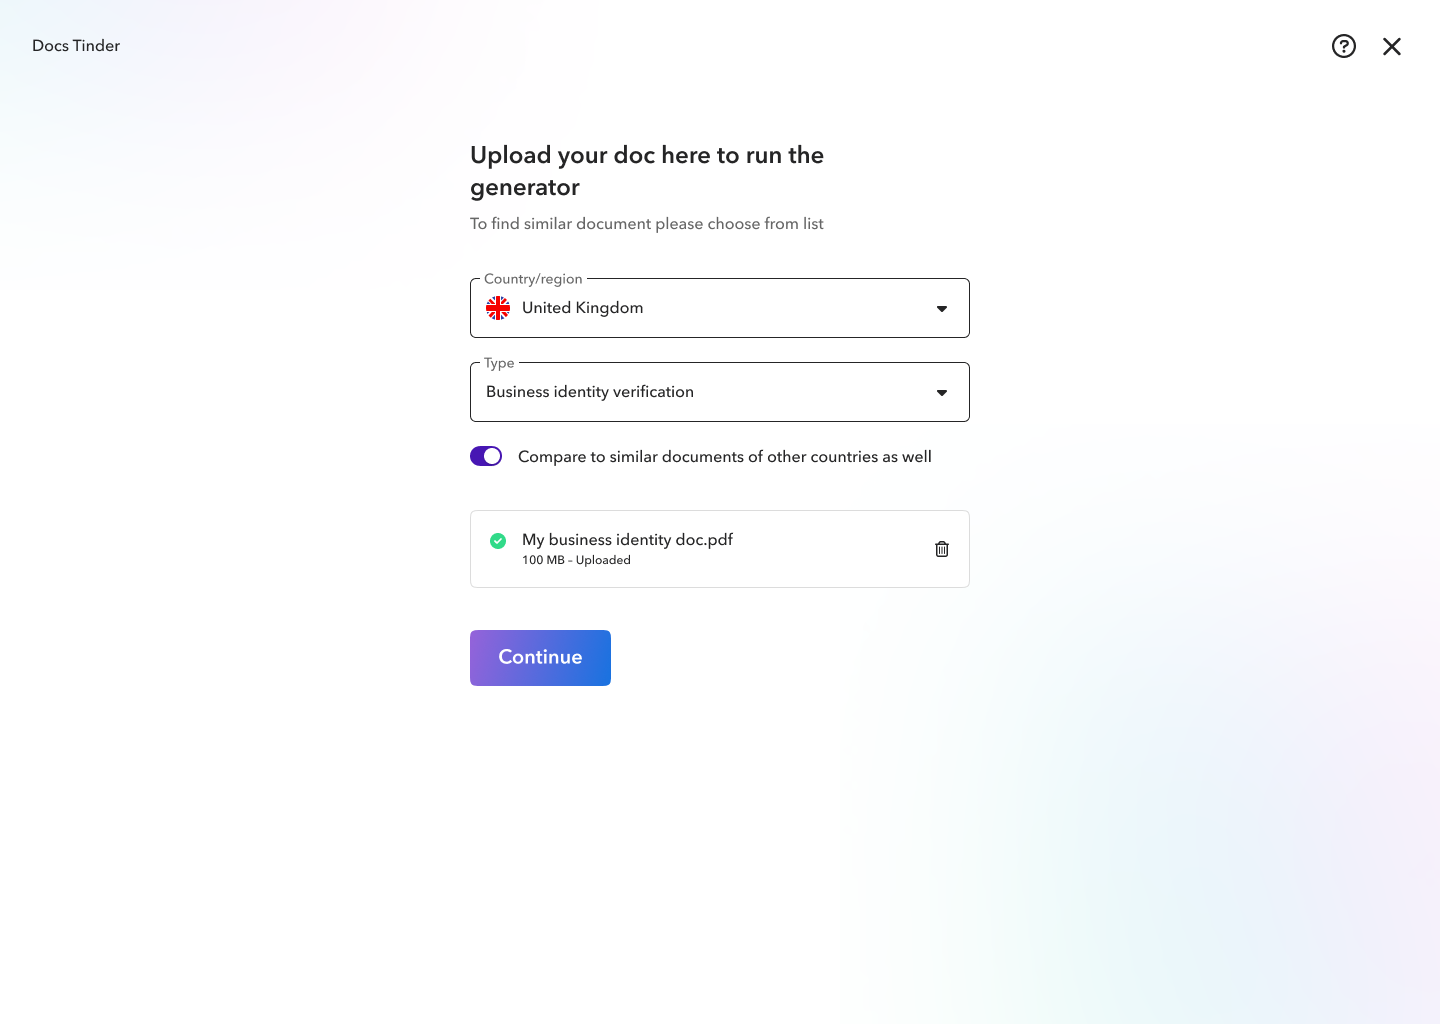 Docs Tinder
Upload your doc here to run the
generator
To find similar document please choose from list
Country/region
United Kingdom
Type
Business identity verification
Compare to similar documents of other countries as well
My business identity doc.pdf
100 MB – Uploaded
Continue